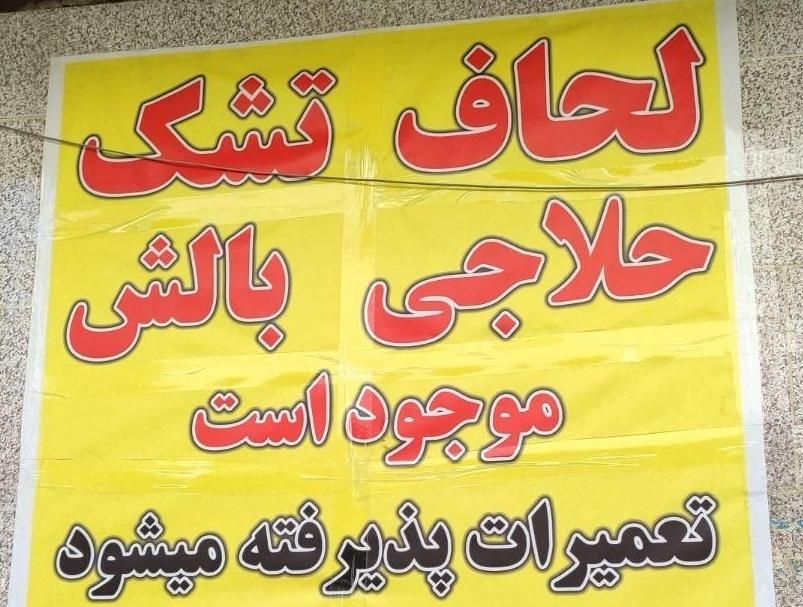 لحاف تشک
حلاجی بالش
موجود است
تعمیرات پذیرفته میشود